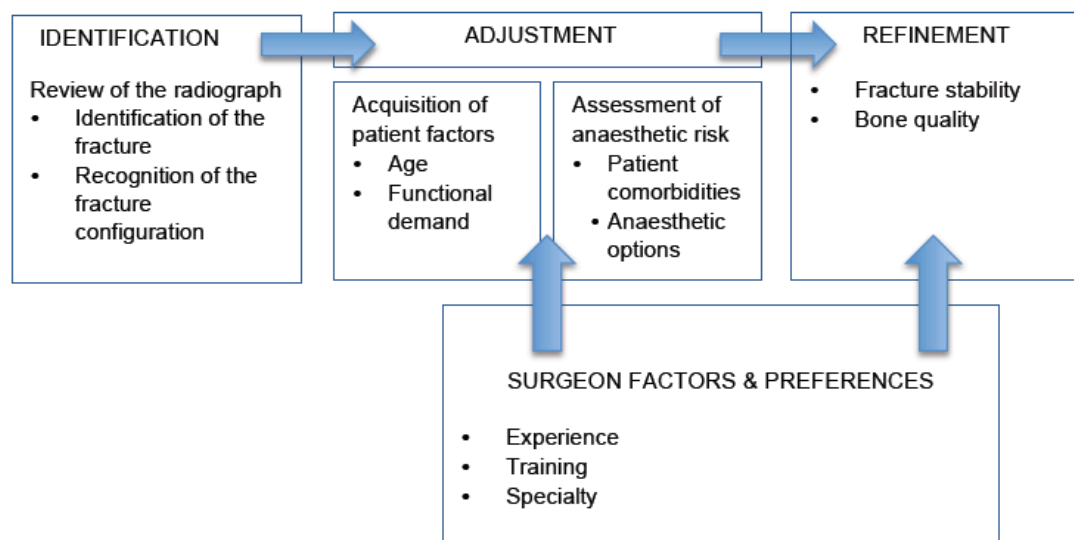 IDENTIFICATION
Review of the radiograph
• Identification of the
fracture
• Recognition of the
fracture
configuration
ADJUSTMENT
Acquisition of
patient factors
• Age
• Functional
demand
Assessment of
anaesthetic risk
• Patient
comorbidities
• Anaesthetic
options
REFINEMENT
• Fracture stability
• Bone quality
SURGEON FACTORS & PREFERENCES
• Experience
• Training
• Specialty